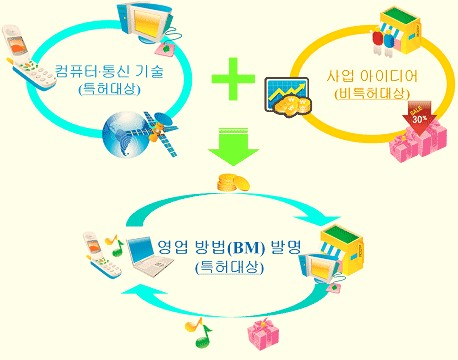 컴퓨터·통신 기술
(특허대상)
사업 아이디어
(비특허대상)
SALE
30%
영업 방법(BM) 발명
(특허대상)